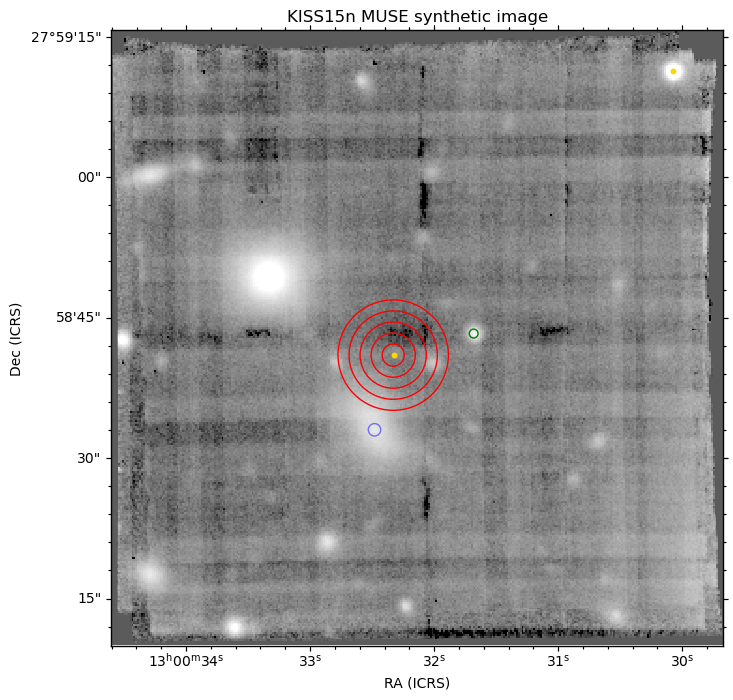 KISS15n MUSE synthetic image
27°59'15"
00"
58'45"
30"
15"
Dec (ICRS)
13ʰ00ᵐ34ˢ 33ˢ 32ˢ 31ˢ 30ˢ
RA (ICRS)